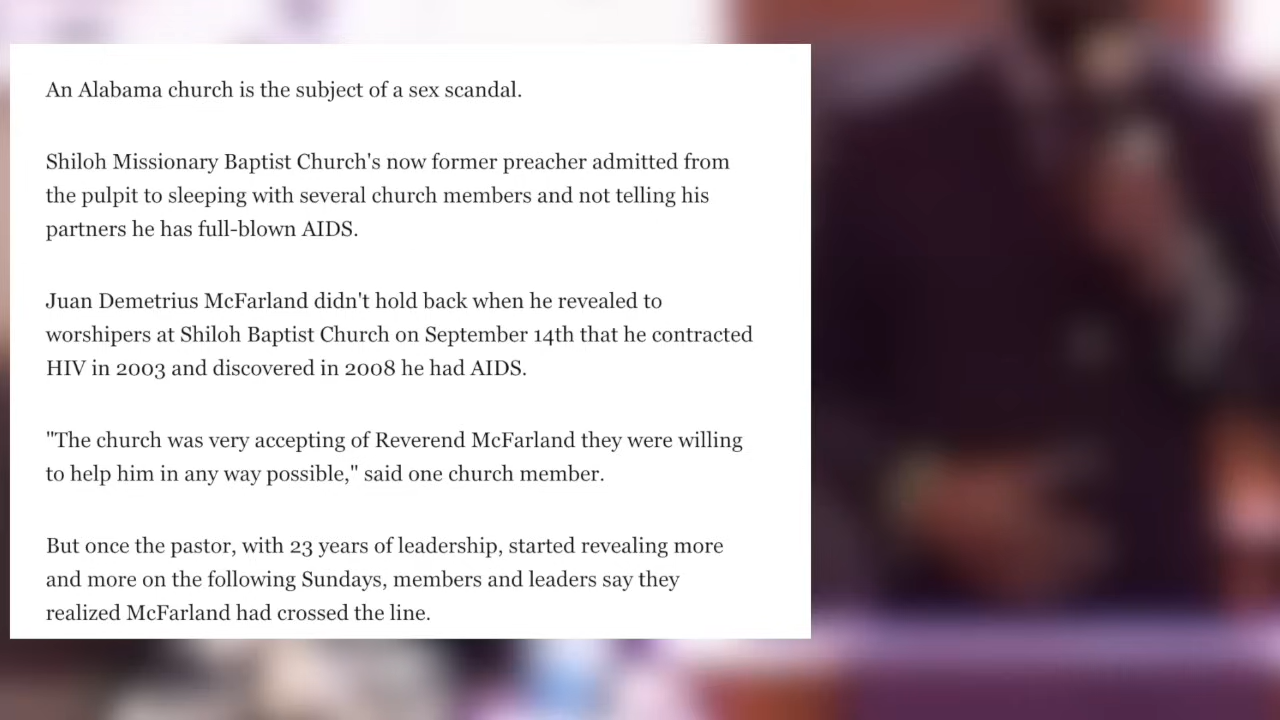 An Alabama church is the subject of a sex scandal.
Shiloh Missionary Baptist Church's now former preacher admitted from
the pulpit to sleeping with several church members and not telling his
partners he has full-blown AIDS.
Juan Demetrius McFarland didn't hold back when he revealed to
worshipers at Shiloh Baptist Church on September 14th that he contracted
HIV in 2003 and discovered in 2008 he had AIDS.
"The church was very accepting of Reverend McFarland they were willing
to help him in any way possible," said one church member.
But once the pastor, with 23 years of leadership, started revealing more
and more on the following Sundays, members and leaders say they
realized McFarland had crossed the line.